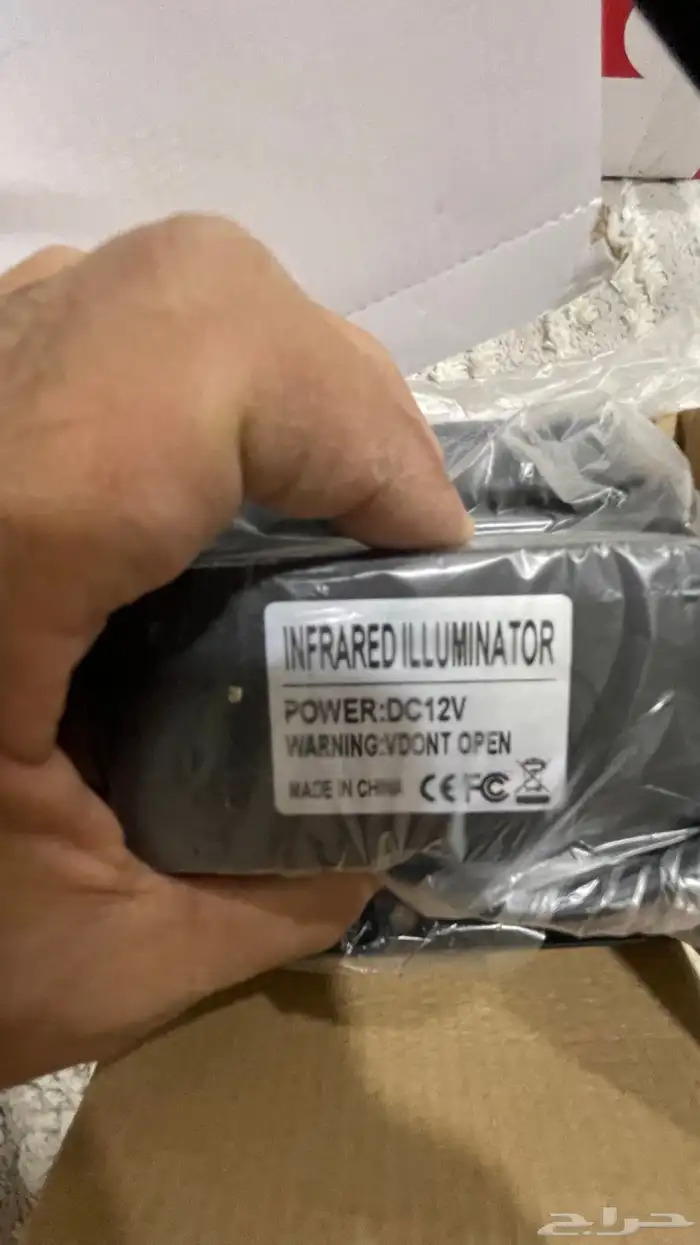 INFRARED ILLUMINATOR
POWER:DC12V
WARNING:VDONT OPEN
MADE IN CHINA CE FC
حراج